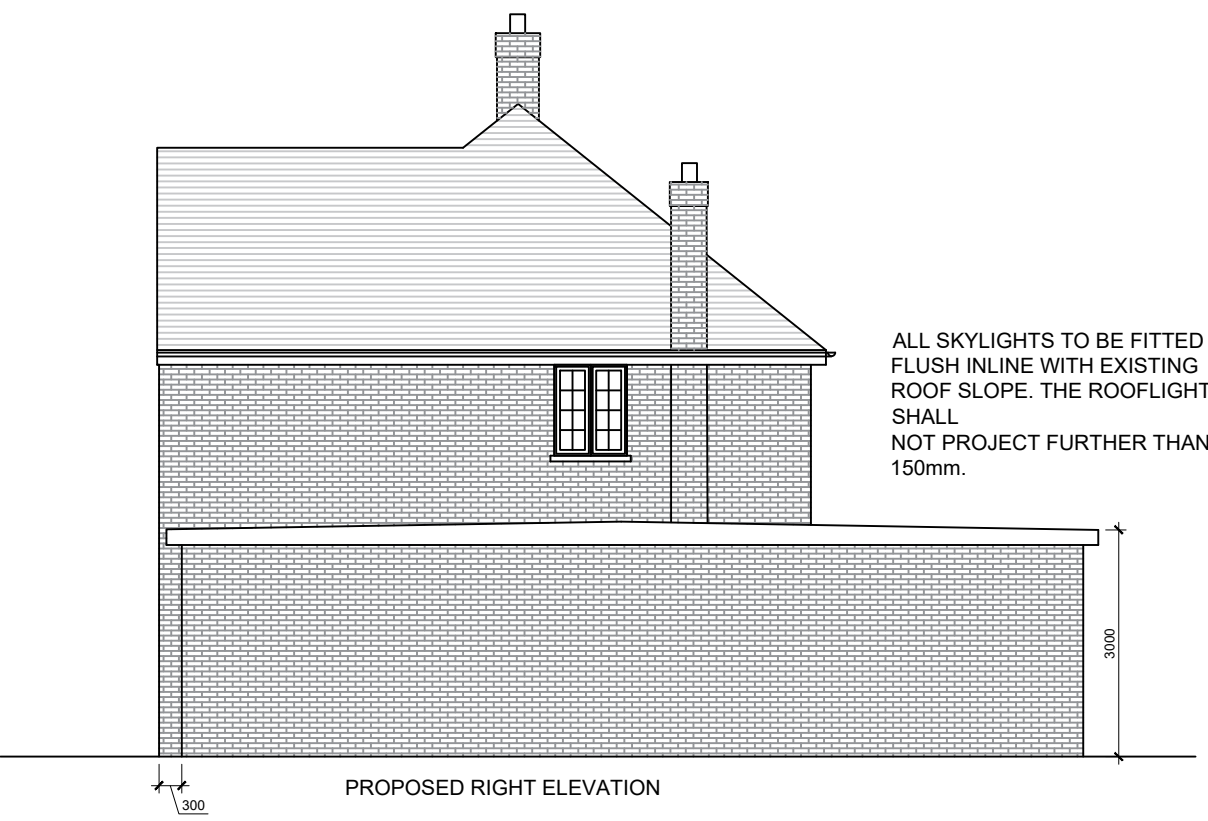 ALL SKYLIGHTS TO BE FITTED
FLUSH INLINE WITH EXISTING
ROOF SLOPE. THE ROOFLIGHT
SHALL
NOT PROJECT FURTHER THAN
150mm.
3000
PROPOSED RIGHT ELEVATION
300